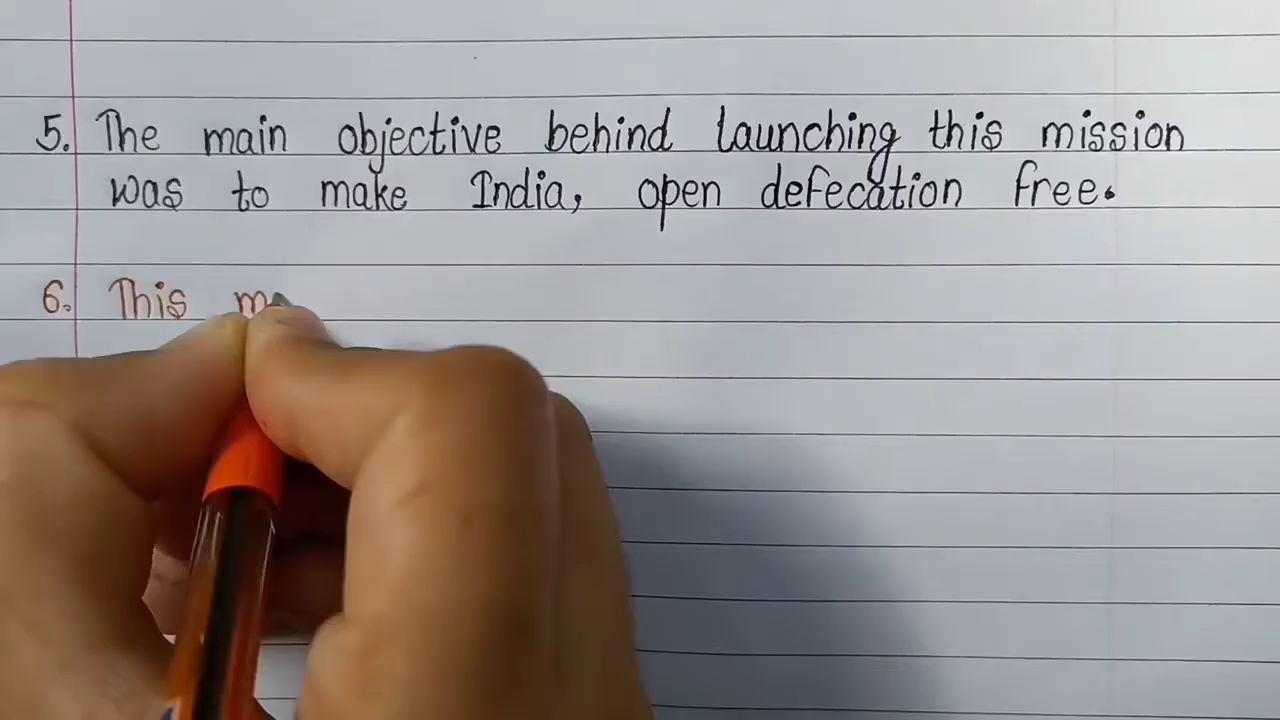 5. The main objective behind launching this mission
was to make India, open defecation free.
6. This m